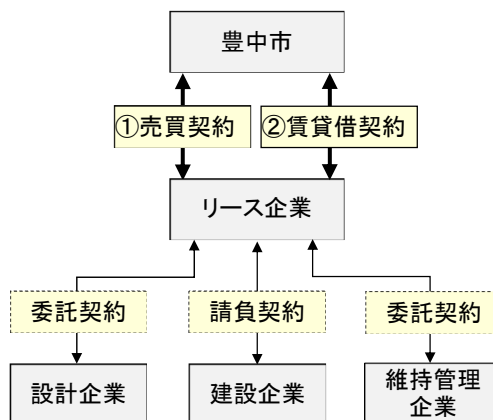 豊中市
①売買契約
②賃貸借契約
リース企業
委託契約
請負契約
委託契約
設計企業
建設企業
維持管理
企業